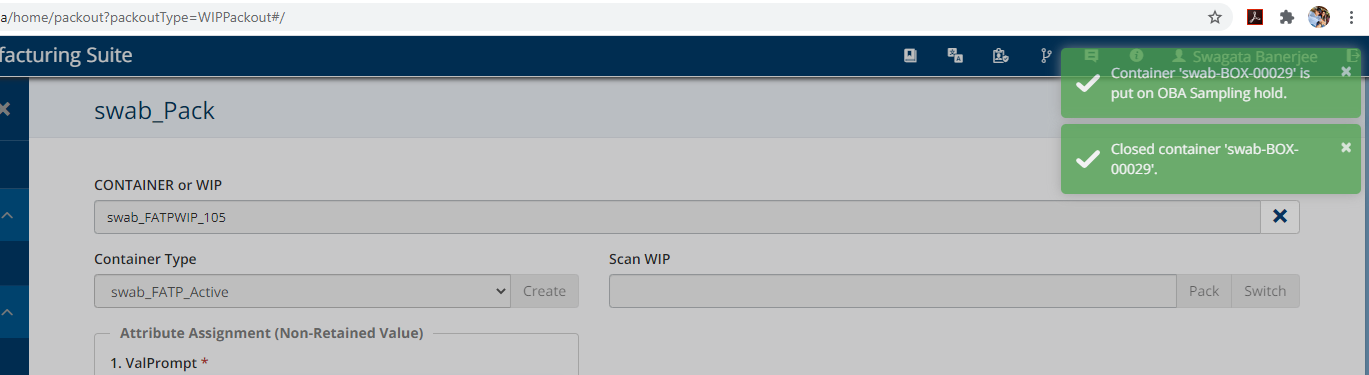 a/home/packout?packoutType=WIPPackout#/
facturing Suite
Swagata Banerjee
Container 'swab-BOX-00029' is
put on OBA Sampling hold.
swab_Pack
Closed container 'swab-BOX-
00029'.
CONTAINER or WIP
swab_FATPWIP_105
Container Type
Scan WIP
swab_FATP_Active
Create
Pack
Switch
Attribute Assignment (Non-Retained Value)
1. ValPrompt *